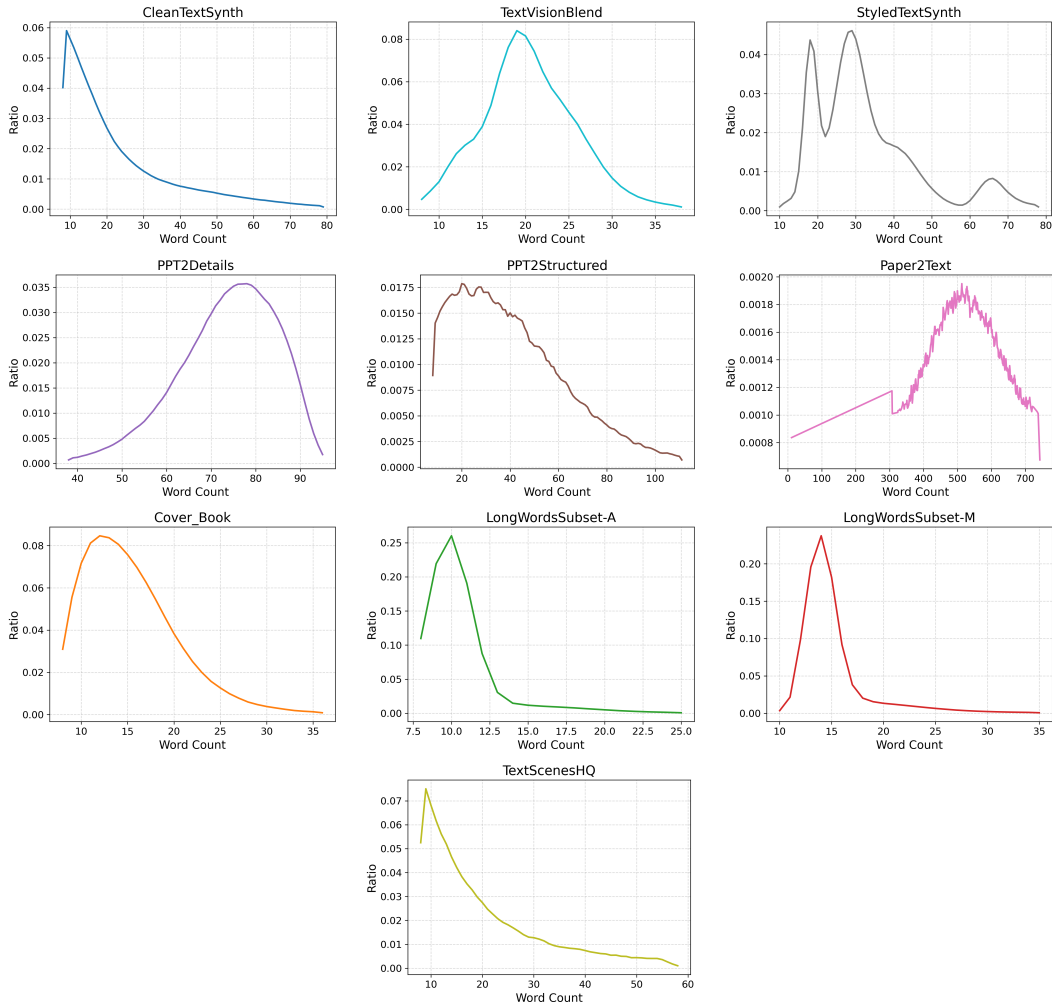 CleanTextSynth
0.06
0.05
0.04
0.03
0.02
0.01
0.00
Ratio
10 20 30 40 50 60 70 80
Word Count
TextVisionBlend
0.08
0.06
0.04
0.02
0.00
Ratio
10 15 20 25 30 35
Word Count
StyledTextSynth
0.04
0.03
0.02
0.01
0.00
Ratio
10 20 30 40 50 60 70 80
Word Count
PPT2Details
0.035
0.030
0.025
0.020
0.015
0.010
0.005
0.000
Ratio
40 50 60 70 80 90
Word Count
PPT2Structured
0.0175
0.0150
0.0125
0.0100
0.0075
0.0050
0.0025
0.0000
Ratio
20 40 60 80 100
Word Count
Paper2Text
0.0020
0.0018
0.0016
0.0014
0.0012
0.0010
0.0008
Ratio
0 100 200 300 400 500 600 700
Word Count
Cover_Book
0.08
0.06
0.04
0.02
0.00
Ratio
10 15 20 25 30 35
Word Count
LongWordsSubset-A
0.25
0.20
0.15
0.10
0.05
0.00
Ratio
7.5 10.0 12.5 15.0 17.5 20.0 22.5 25.0
Word Count
LongWordsSubset-M
0.20
0.15
0.10
0.05
0.00
Ratio
10 15 20 25 30 35
Word Count
TextScenesHQ
0.07
0.06
0.05
0.04
0.03
0.02
0.01
0.00
Ratio
10 20 30 40 50 60
Word Count